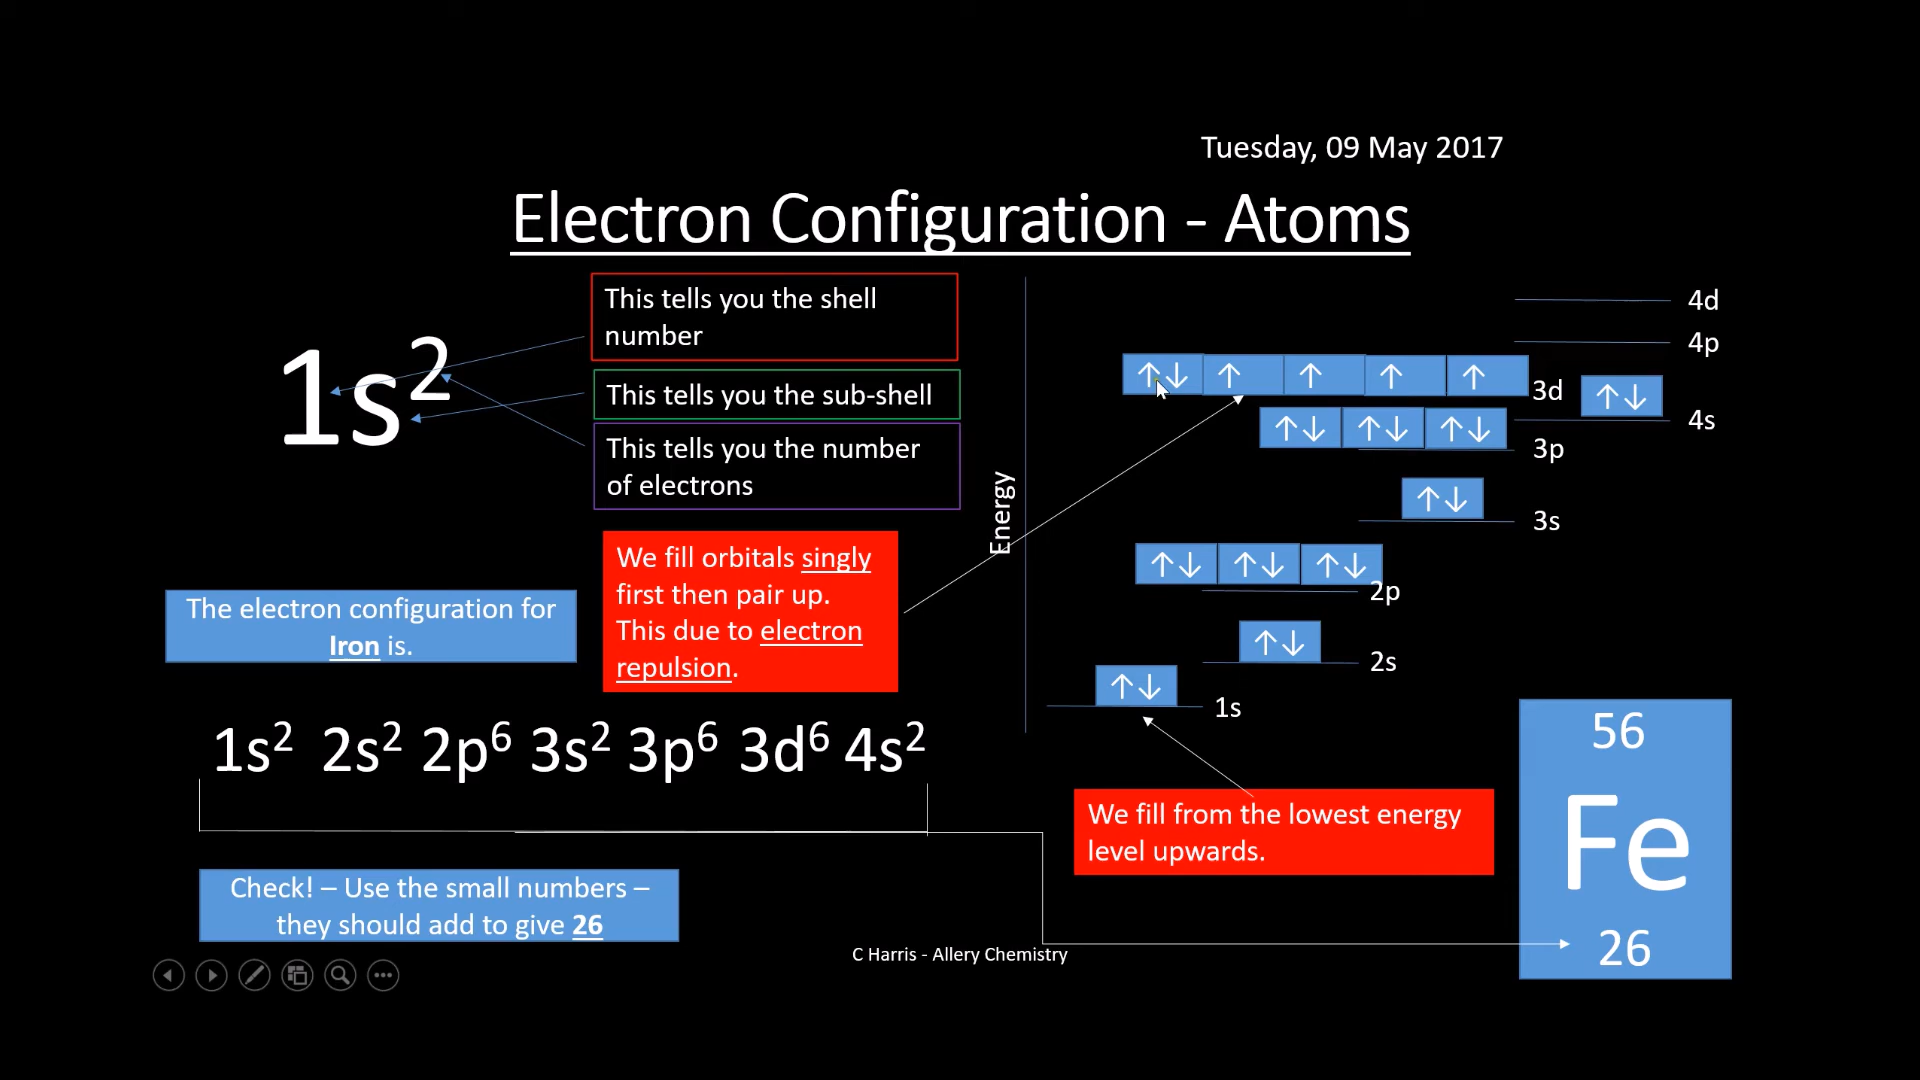 Tuesday, 09 May 2017
Electron Configuration - Atoms
1s²
This tells you the shell
number
This tells you the sub-shell
This tells you the number
of electrons
We fill orbitals singly
first then pair up.
This due to electron
repulsion.
The electron configuration for
Iron is.
1s² 2s² 2p⁶ 3s² 3p⁶ 3d⁶ 4s²
Check! – Use the small numbers –
they should add to give 26
Energy
4d
4p
↑↓ ↑ ↑ ↑ ↑ 3d
↑↓ 4s
↑↓ ↑↓ ↑↓ 3p
↑↓ 3s
↑↓ ↑↓ ↑↓ 2p
↑↓ 2s
↑↓ 1s
We fill from the lowest energy
level upwards.
56
Fe
26
C Harris - Allery Chemistry